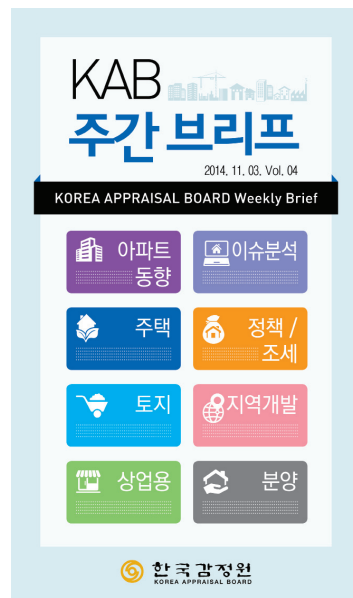 KAB
주간 브리프
2014. 11. 03. Vol. 04
KOREA APPRAISAL BOARD Weekly Brief
아파트
동향
이슈분석
주택
정책 /
조세
토지
지역개발
상업용
분양
한국감정원
KOREA APPRAISAL BOARD